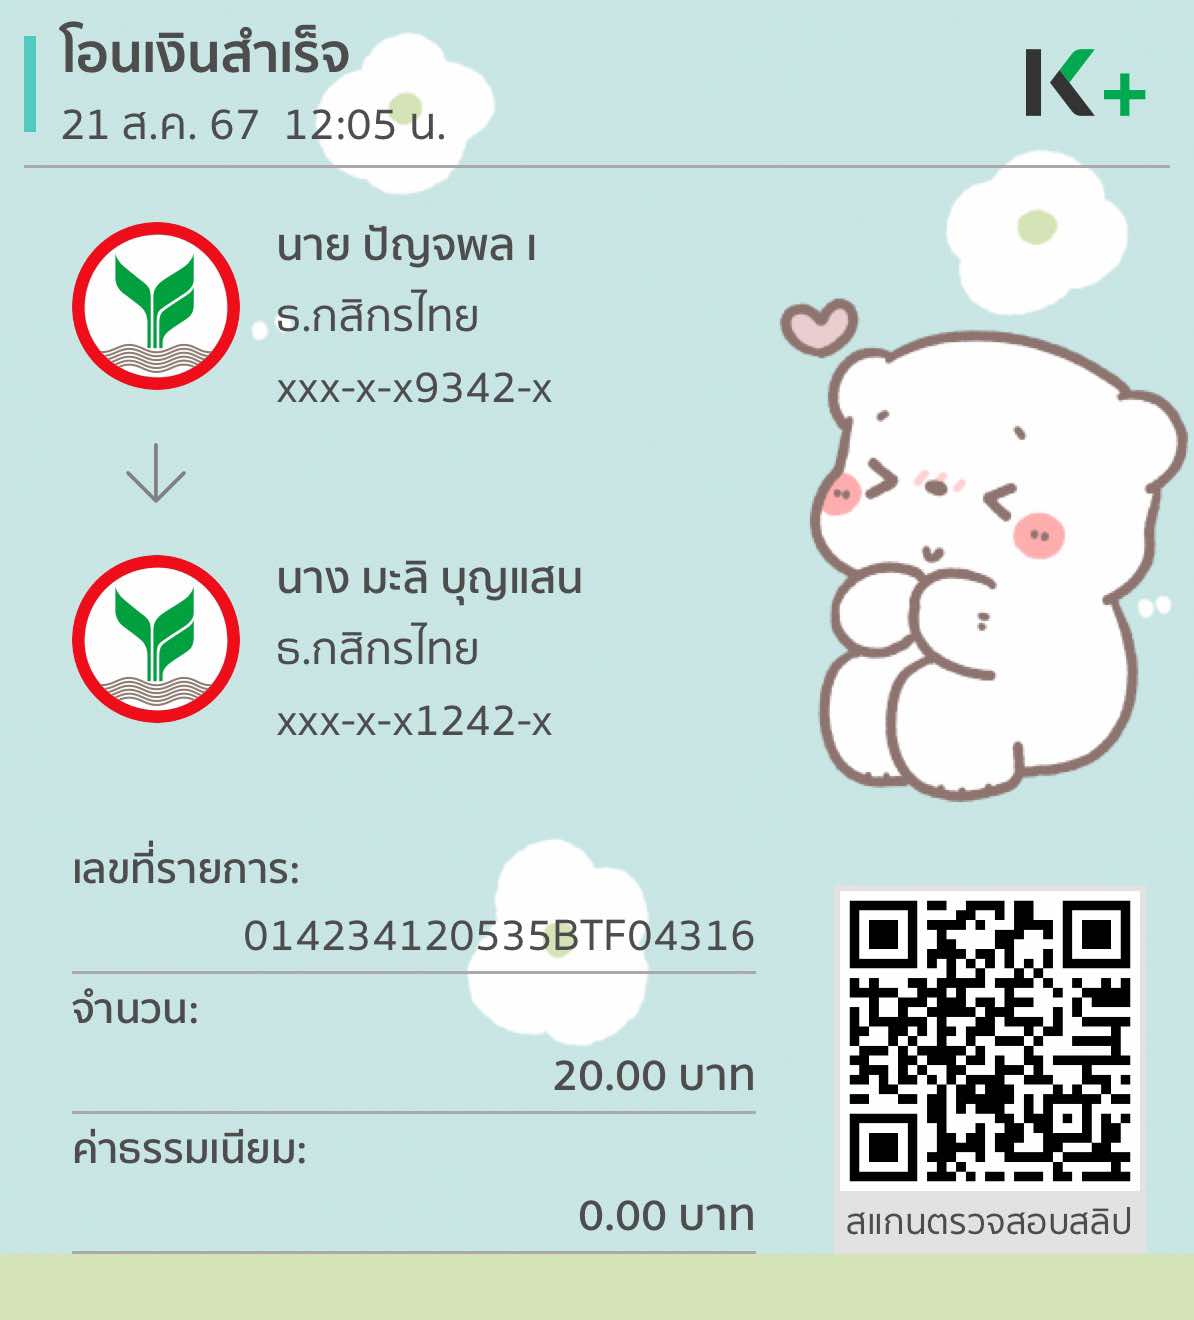 โอนเงินสำเร็จ
21 ส.ค. 67 12:05 น.
K+
นาย ปัญจพล เ
ธ.กสิกรไทย
xxx-x-x9342-x
นาง มะลิ บุญแสน
ธ.กสิกรไทย
xxx-x-x1242-x
เลขที่รายการ:
014234120535BTF04316
จำนวน:
20.00 บาท
ค่าธรรมเนียม:
0.00 บาท
สแกนตรวจสอบสลิป